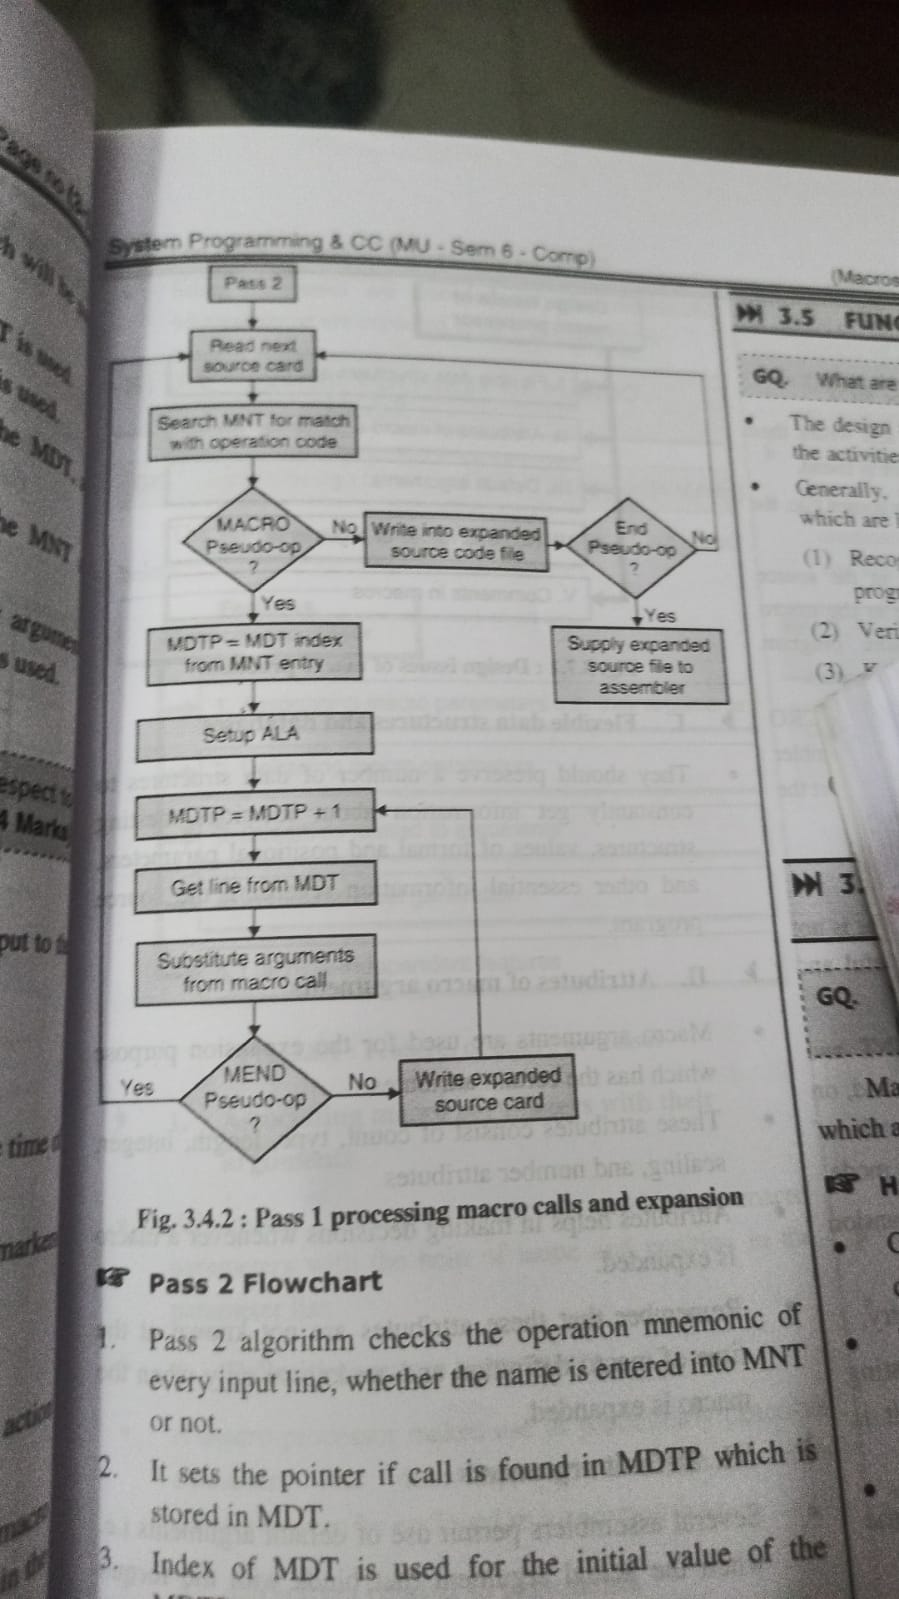 System Programming & CC (MU - Sem 6 - Comp)
(Macros
Pass 2
Read next
source card
Search MNT for match
with operation code
MACRO
Pseudo-op
?
No
Write into expanded
source code file
End
Pseudo-op
?
No
Yes
Yes
MDTP = MDT index
from MNT entry
Supply expanded
source file to
assembler
Setup ALA
MDTP = MDTP + 1
Get line from MDT
Substitute arguments
from macro call
MEND
Pseudo-op
?
Yes
No
Write expanded
source card
Fig. 3.4.2 : Pass 1 processing macro calls and expansion
Pass 2 Flowchart
1. Pass 2 algorithm checks the operation mnemonic of
every input line, whether the name is entered into MNT
or not.
2. It sets the pointer if call is found in MDTP which is
stored in MDT.
3. Index of MDT is used for the initial value of the
3.5 FUNC
GQ. What are
• The design
the activitie
• Generally,
which are
(1) Reco
prog
(2) Veri
(3)
3.
GQ.
Ma
which a
H